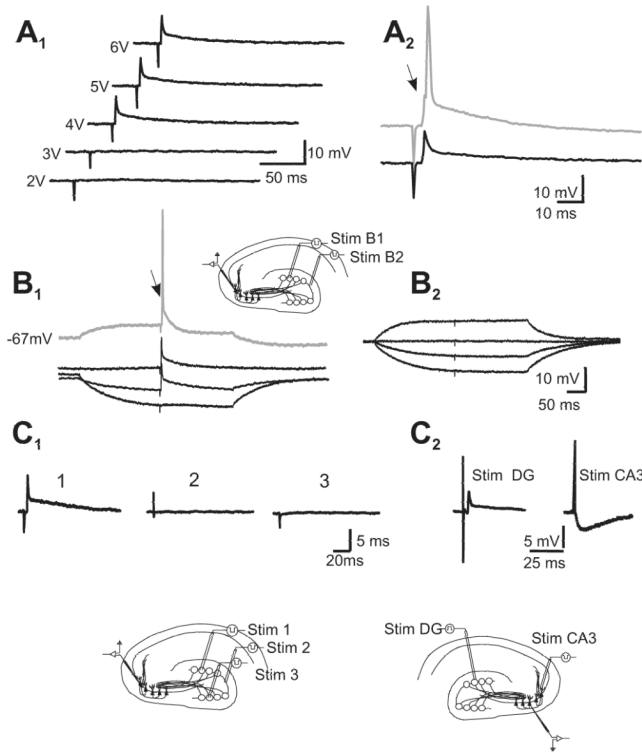 A1
A2
6V
5V
4V
3V
2V
10 mV
50 ms
10 mV
10 ms
B1
Stim B1
Stim B2
B2
-67mV
10 mV
50 ms
C1
C2
1
2
3
Stim DG
Stim CA3
5 ms
20ms
5 mV
25 ms
Stim 1
Stim 2
Stim 3
Stim DG
Stim CA3